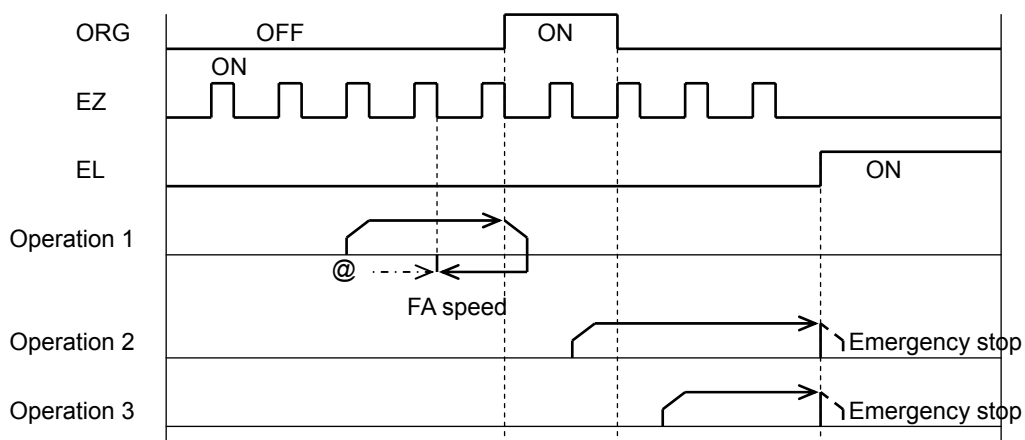 ORG OFF ON
ON
EZ
EL ON
Operation 1
@
FA speed
Operation 2 Emergency stop
Operation 3 Emergency stop